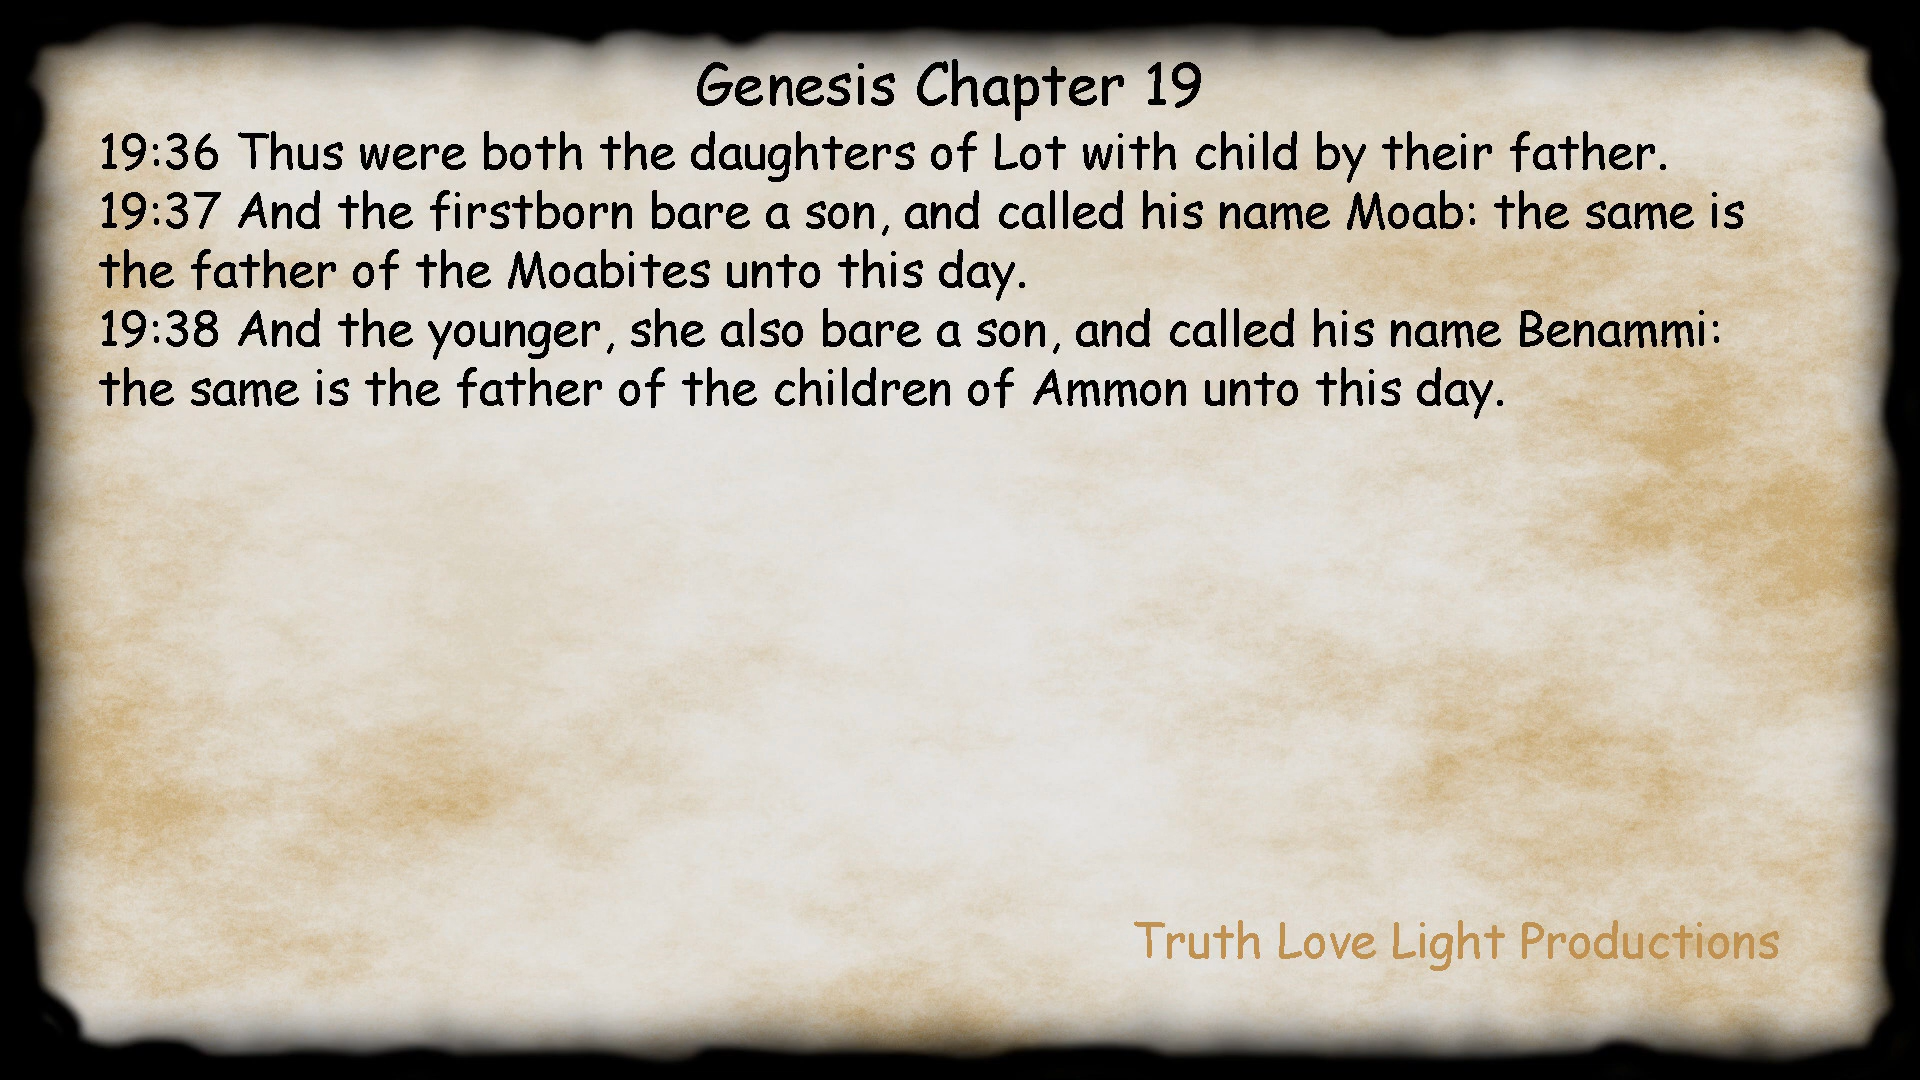 Genesis Chapter 19
19:36 Thus were both the daughters of Lot with child by their father.
19:37 And the firstborn bare a son, and called his name Moab: the same is
the father of the Moabites unto this day.
19:38 And the younger, she also bare a son, and called his name Benammi:
the same is the father of the children of Ammon unto this day.
Truth Love Light Productions